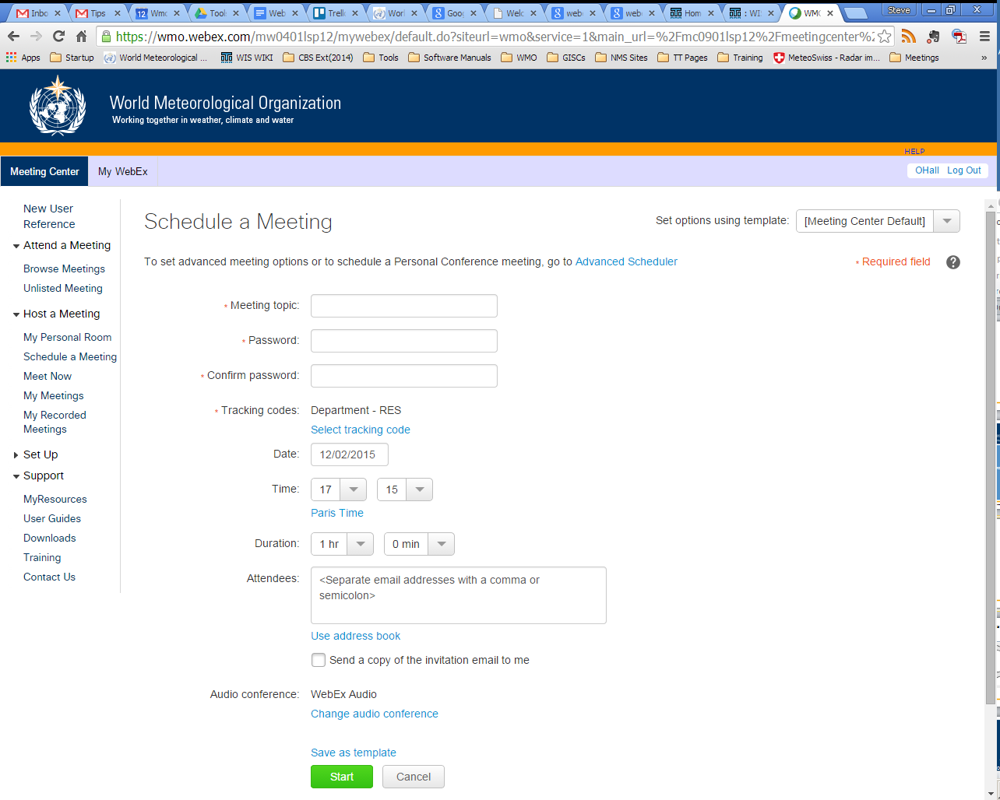 Inbo
Tips
12 Wmo
Tools
Web
Trello
Worl
Goo
Welc
web
web
Hom
: WI
WMO
Steve
https://wmo.webex.com/mw0401lsp12/mywebex/default.do?siteurl=wmo&service=1&main_url=%2Fmc0901lsp12%2Fmeetingcenter%2
Apps
Startup
World Meteorological ...
WIS WIKI
CBS Ext(2014)
Tools
Software Manuals
WMO
GISCs
NMS Sites
TT Pages
Training
MeteoSwiss - Radar im...
Meetings
»
World Meteorological Organization
Working together in weather, climate and water
HELP
Meeting Center
My WebEx
OHall Log Out
New User
Reference
Attend a Meeting
Browse Meetings
Unlisted Meeting
Host a Meeting
My Personal Room
Schedule a Meeting
Meet Now
My Meetings
My Recorded
Meetings
Set Up
Support
MyResources
User Guides
Downloads
Training
Contact Us
Schedule a Meeting
Set options using template: [Meeting Center Default]
To set advanced meeting options or to schedule a Personal Conference meeting, go to Advanced Scheduler
* Required field ?
* Meeting topic:
* Password:
* Confirm password:
* Tracking codes: Department - RES
Select tracking code
Date: 12/02/2015
Time: 17 15
Paris Time
Duration: 1 hr 0 min
Attendees: <Separate email addresses with a comma or
semicolon>
Use address book
Send a copy of the invitation email to me
Audio conference: WebEx Audio
Change audio conference
Save as template
Start Cancel